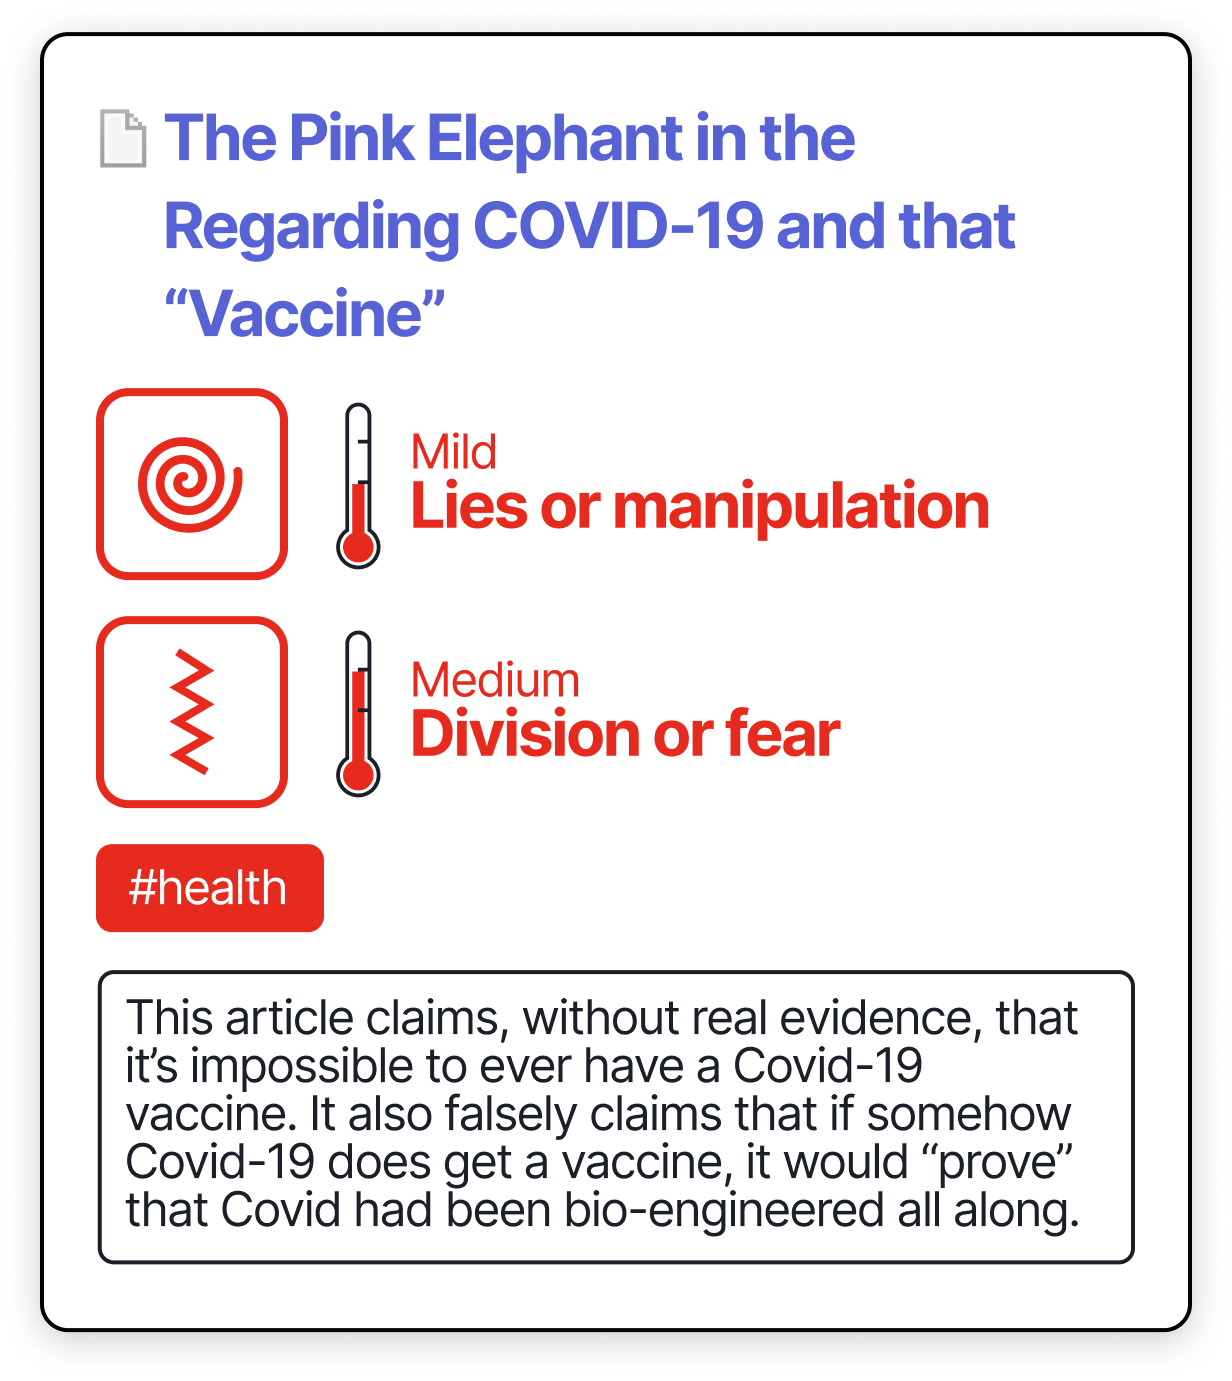 The Pink Elephant in the
Regarding COVID-19 and that
“Vaccine”
Mild
Lies or manipulation
Medium
Division or fear
#health
This article claims, without real evidence, that
it’s impossible to ever have a Covid-19
vaccine. It also falsely claims that if somehow
Covid-19 does get a vaccine, it would “prove”
that Covid had been bio-engineered all along.